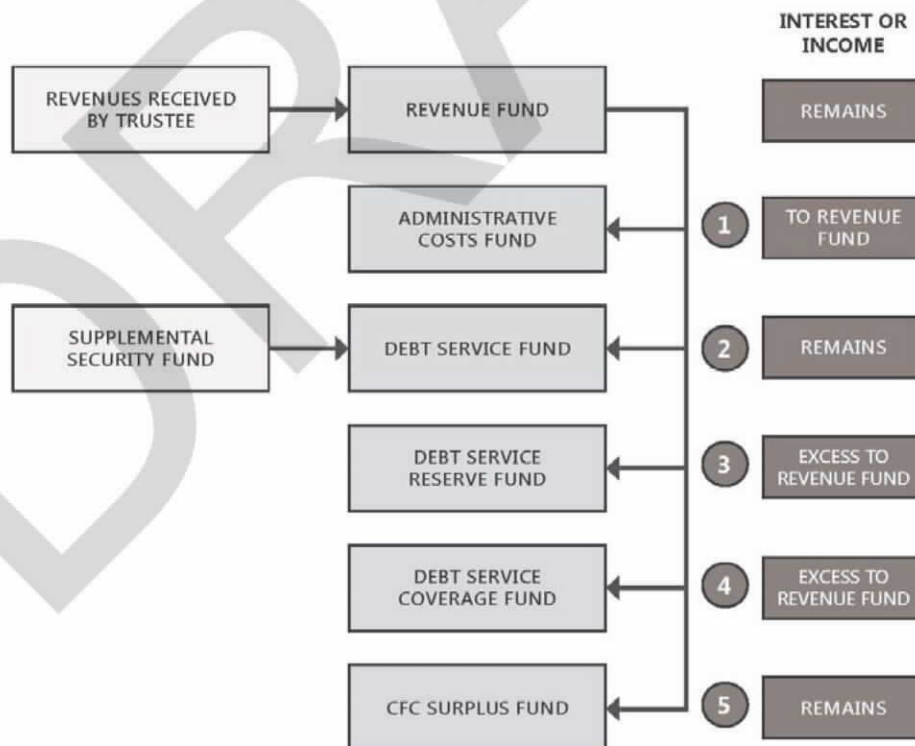 INTEREST OR
INCOME
REVENUES RECEIVED
BY TRUSTEE
REVENUE FUND
REMAINS
ADMINISTRATIVE
COSTS FUND
1
TO REVENUE
FUND
SUPPLEMENTAL
SECURITY FUND
DEBT SERVICE FUND
2
REMAINS
DEBT SERVICE
RESERVE FUND
3
EXCESS TO
REVENUE FUND
DEBT SERVICE
COVERAGE FUND
4
EXCESS TO
REVENUE FUND
CFC SURPLUS FUND
5
REMAINS